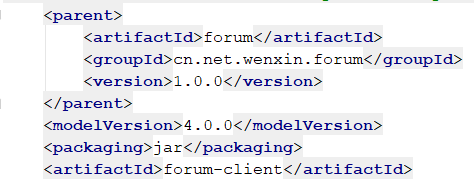 <parent>
<artifactId>forum</artifactId>
<groupId>cn.net.wenxin.forum</groupId>
<version>1.0.0</version>
</parent>
<modelVersion>4.0.0</modelVersion>
<packaging>jar</packaging>
<artifactId>forum-client</artifactId>